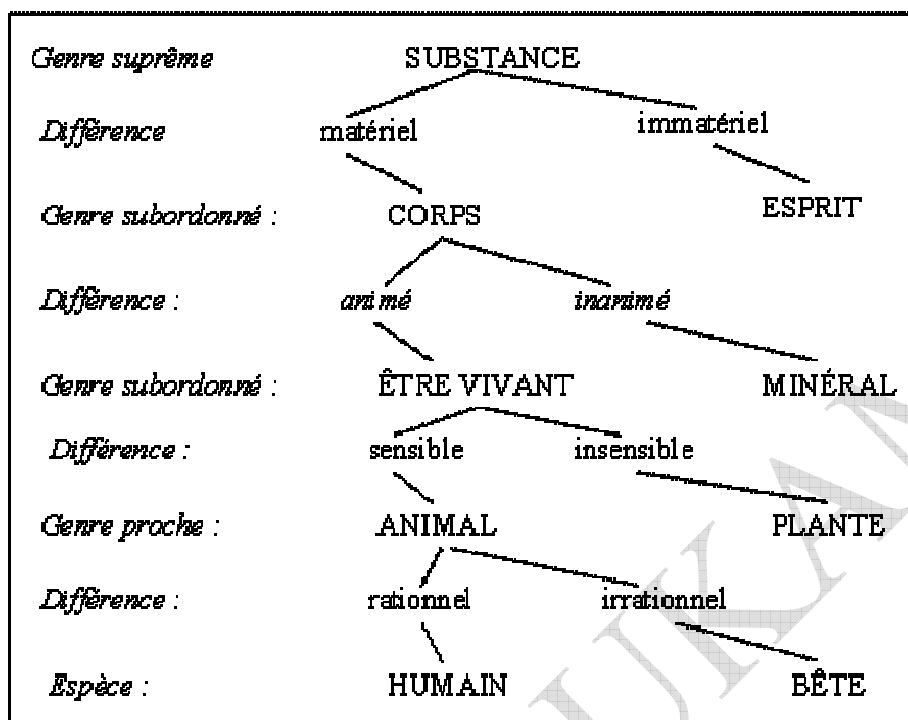 Genre suprême SUBSTANCE
Différence matériel immatériel
Genre subordonné : CORPS ESPRIT
Différence : animé inanimé
Genre subordonné : ÊTRE VIVANT MINÉRAL
Différence : sensible insensible
Genre proche : ANIMAL PLANTE
Différence : rationnel irrationnel
Espèce : HUMAIN BÊTE